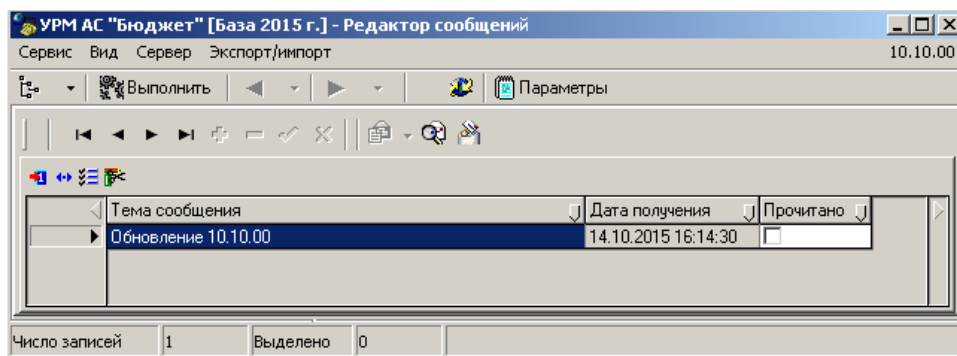 УРМ АС "Бюджет" [База 2015 г.] - Редактор сообщений
Сервис Вид Сервер Экспорт/импорт 10.10.00
Выполнить Параметры
Тема сообщения Дата получения Прочитано
Обновление 10.10.00 14.10.2015 16:14:30
Число записей 1 Выделено 0